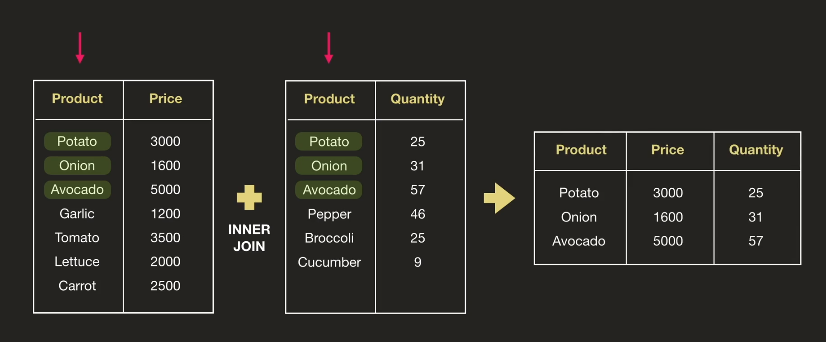 Product Price
Potato 3000
Onion 1600
Avocado 5000
Garlic 1200
Tomato 3500
Lettuce 2000
Carrot 2500
INNER
JOIN
Product Quantity
Potato 25
Onion 31
Avocado 57
Pepper 46
Broccoli 25
Cucumber 9
Product Price Quantity
Potato 3000 25
Onion 1600 31
Avocado 5000 57